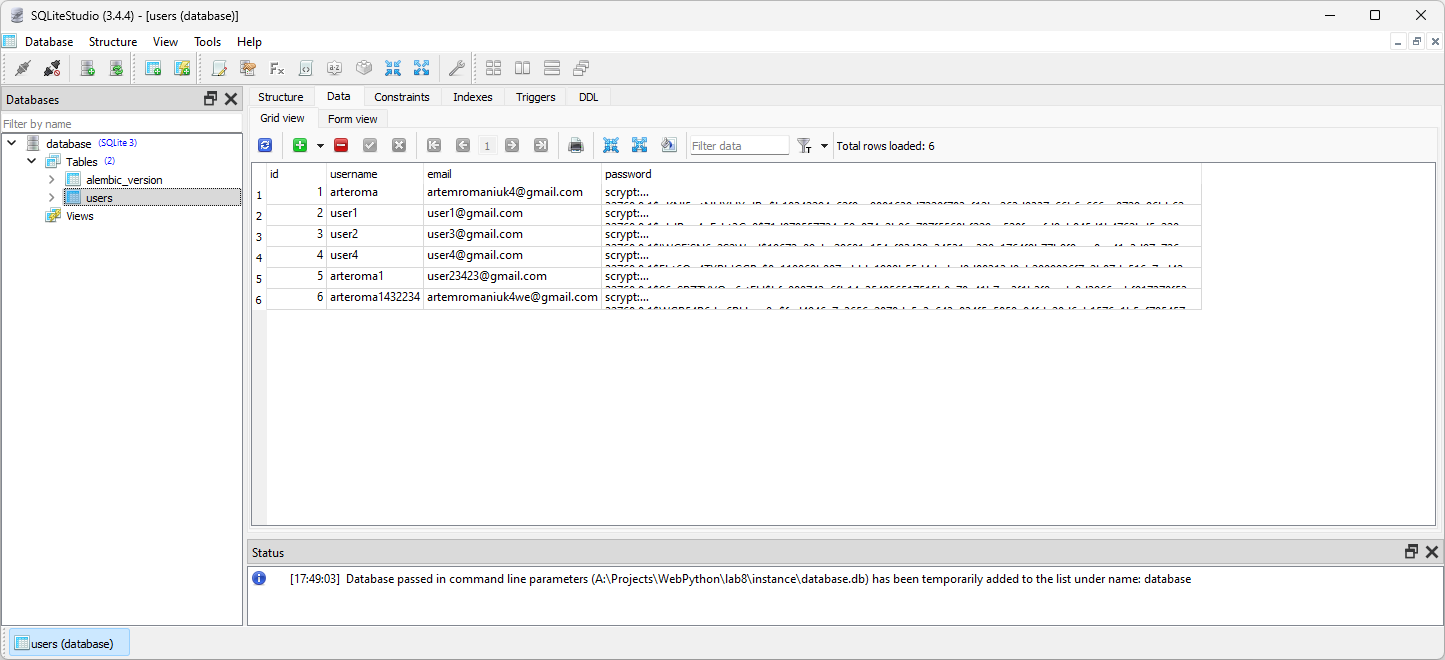 SQLiteStudio (3.4.4) - [users (database)]
Database Structure View Tools Help
Databases
Filter by name
database (SQLite 3)
Tables (2)
alembic_version
users
Views
Structure Data Constraints Indexes Triggers DDL
Grid view Form view
1 Filter data Total rows loaded: 6
id username email password
1 1 arteroma artemromaniuk4@gmail.com scrypt:...
2 2 user1 user1@gmail.com scrypt:...
3 3 user2 user3@gmail.com scrypt:...
4 4 user4 user4@gmail.com scrypt:...
5 5 arteroma1 user23423@gmail.com scrypt:...
6 6 arteroma1432234 artemromaniuk4we@gmail.com scrypt:...
Status
[17:49:03] Database passed in command line parameters (A:\Projects\WebPython\lab8\instance\database.db) has been temporarily added to the list under name: database
users (database)